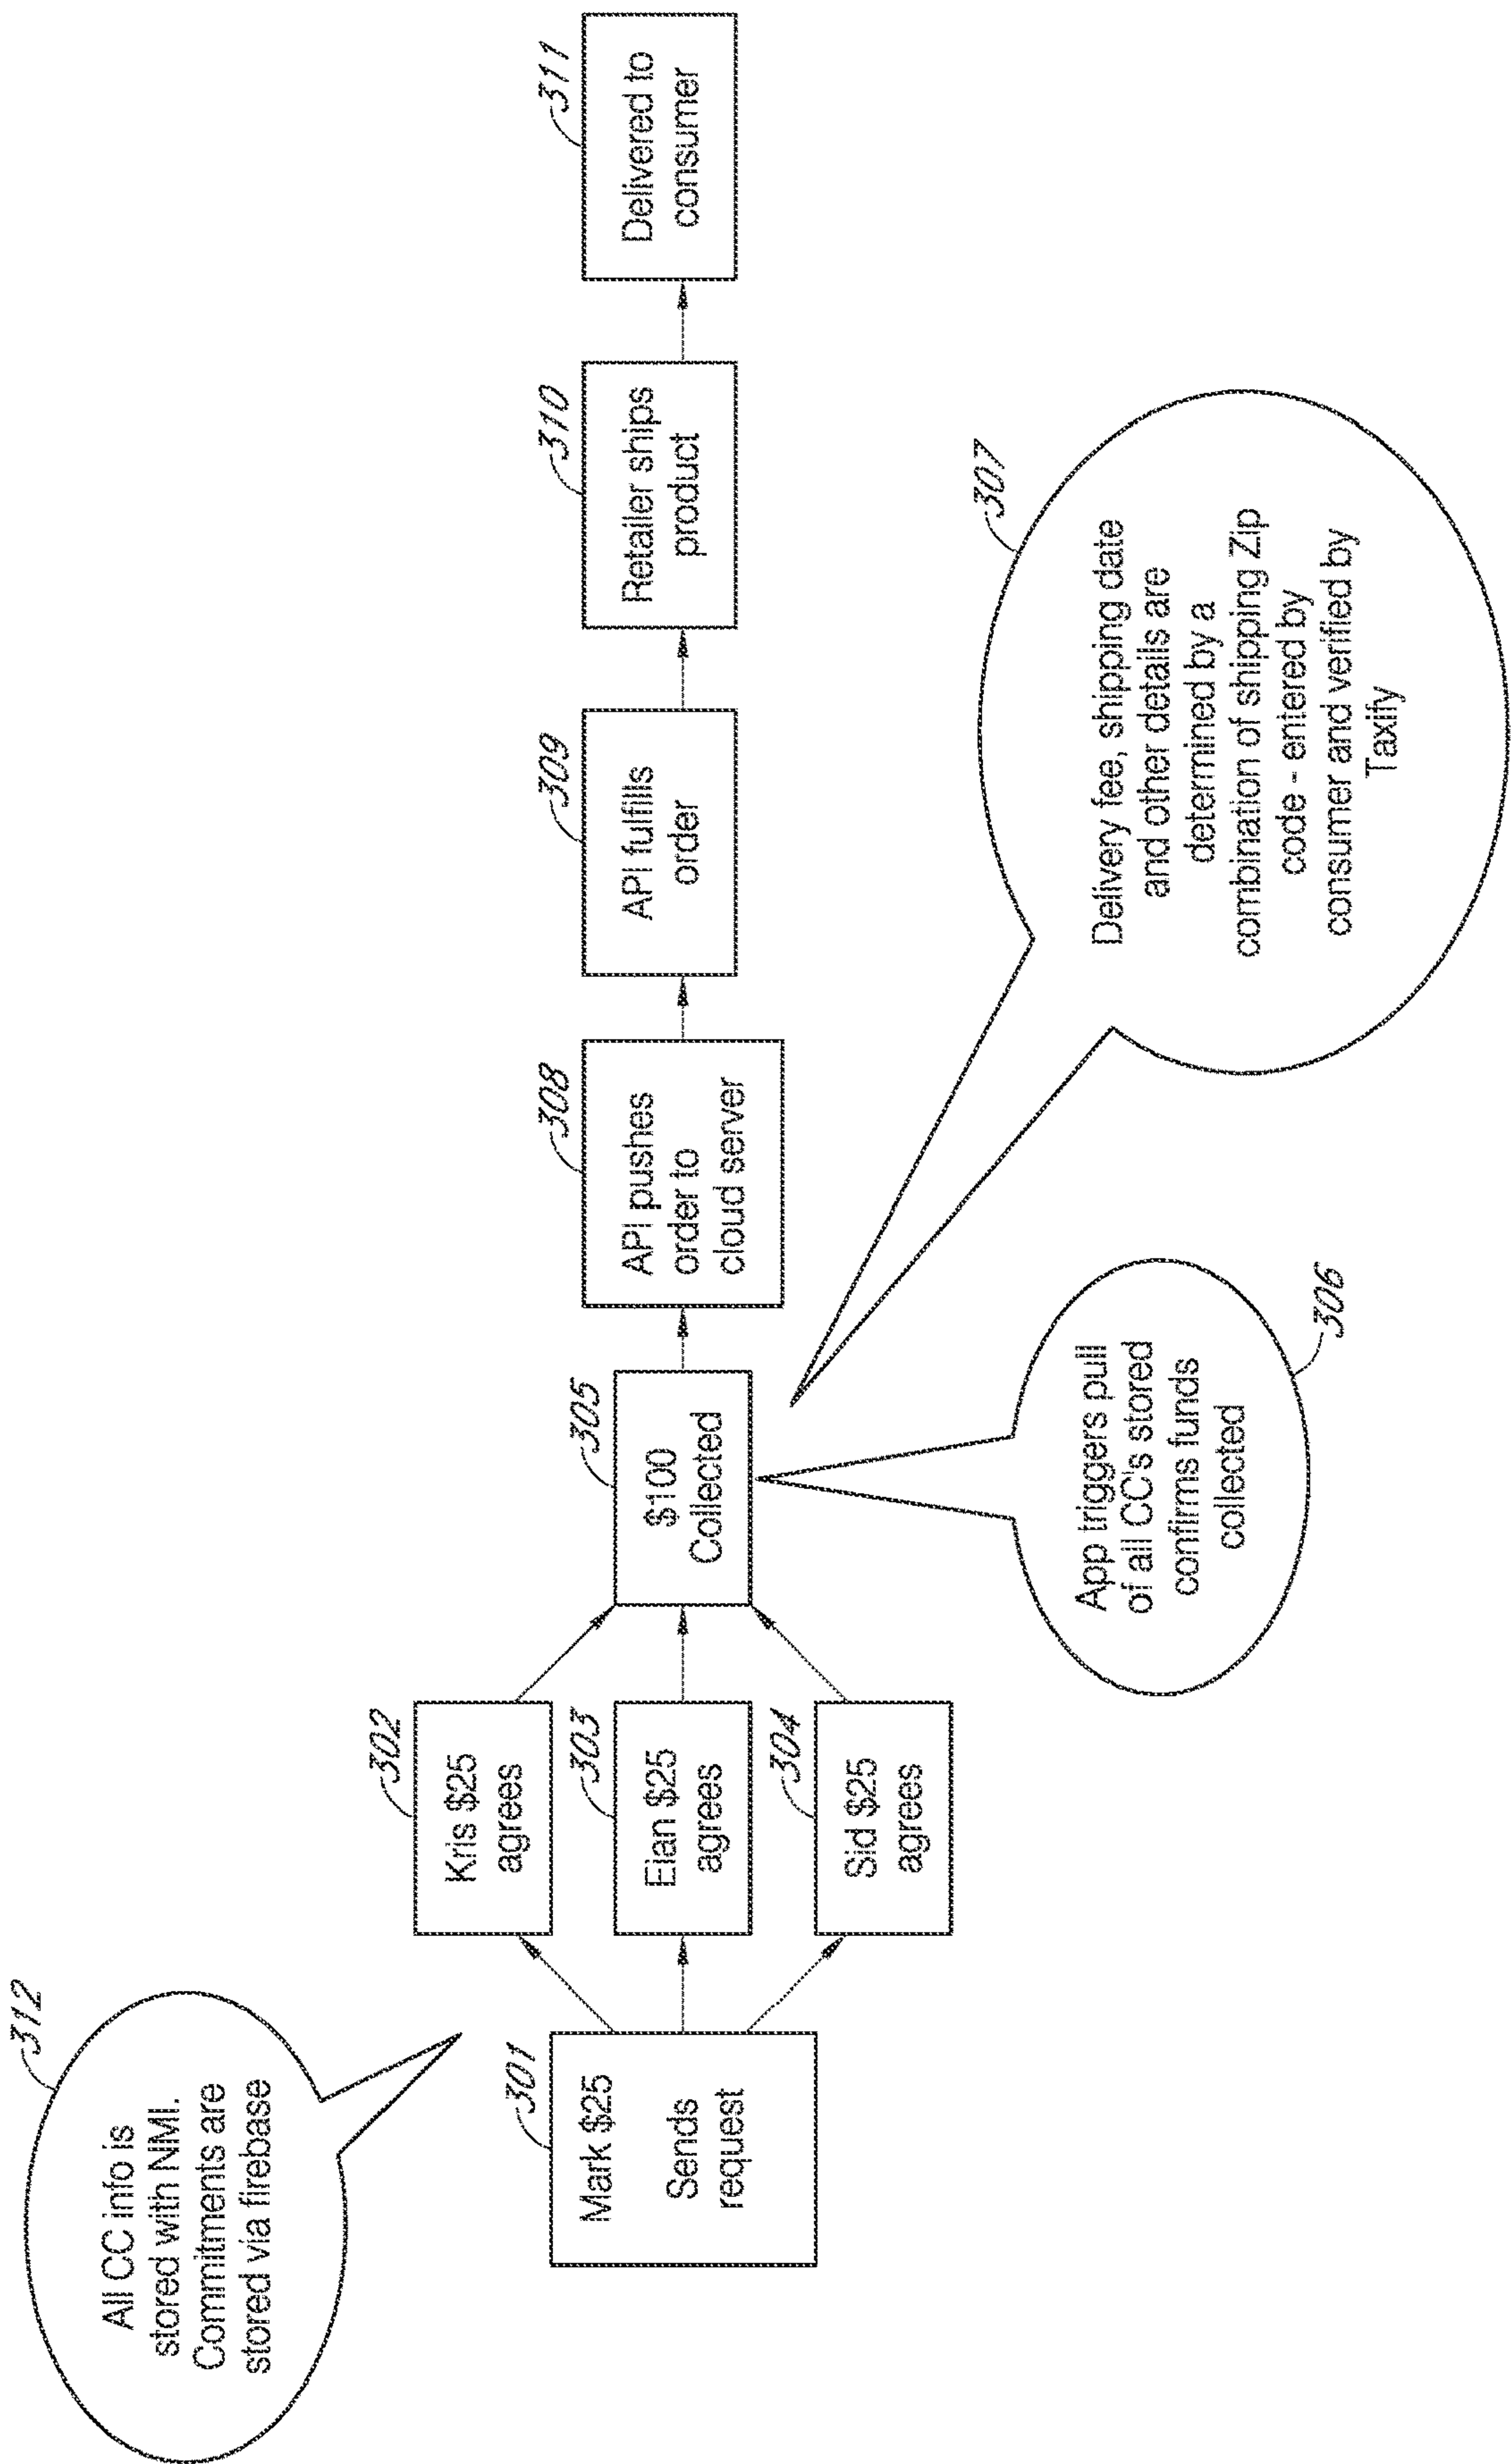 312
All CC info is
stored with NMI.
Commitments are
stored via firebase
301
Mark $25
Sends
request
302
Kris $25
agrees
303
Elan $25
agrees
304
Sid $25
agrees
305
$100
Collected
306
App triggers pull
of all CC's stored
confirms funds
collected
307
Delivery fee, shipping date
and other details are
determined by a
combination of shipping Zip
code - entered by
consumer and verified by
Taxify
308
API pushes
order to
cloud server
309
API fulfills
order
310
Retailer ships
product
311
Delivered to
consumer